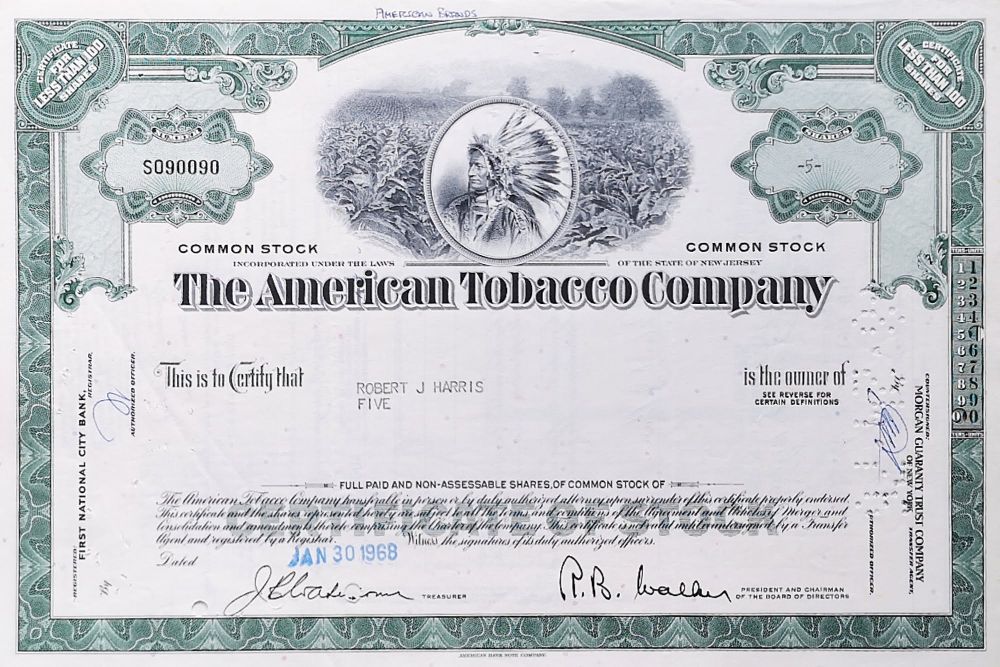 AMERICAN BRANDS
CERTIFICATE
FOR
LESS THAN 100
SHARES
CERTIFICATE
FOR
LESS THAN 100
SHARES
NUMBER
SHARES
S090090
-5-
COMMON STOCK
COMMON STOCK
INCORPORATED UNDER THE LAWS
OF THE STATE OF NEW JERSEY
The American Tobacco Company
This is to Certify that
ROBERT J HARRIS
FIVE
is the owner of
SEE REVERSE FOR
CERTAIN DEFINITIONS
FULL PAID AND NON-ASSESSABLE SHARES, OF COMMON STOCK OF
The American Tobacco Company transferable in person or by duly authorized attorney upon surrender of this certificate properly endorsed.
This certificate and the shares represented hereby are subject to all the terms and conditions of the Agreement and Articles of Merger and
Consolidation and amendments thereto comprising the Charter of the Company. This certificate is not valid until countersigned by a Transfer
Agent and registered by a Registrar.
Witness the signatures of its duly authorized officers.
Dated
JAN 30 1968
TREASURER
R.B. Walker
PRESIDENT AND CHAIRMAN
OF THE BOARD OF DIRECTORS
REGISTERED
FIRST NATIONAL CITY BANK,
REGISTRAR,
By
AUTHORIZED OFFICER.
COUNTERSIGNED:
MORGAN GUARANTY TRUST COMPANY
OF NEW YORK
TRANSFER AGENT,
By
AUTHORIZED OFFICER.
1 1
2 2
3 3
4 4
5 6
6 6
7 7
8 8
9 9
0 0
AMERICAN BANK NOTE COMPANY